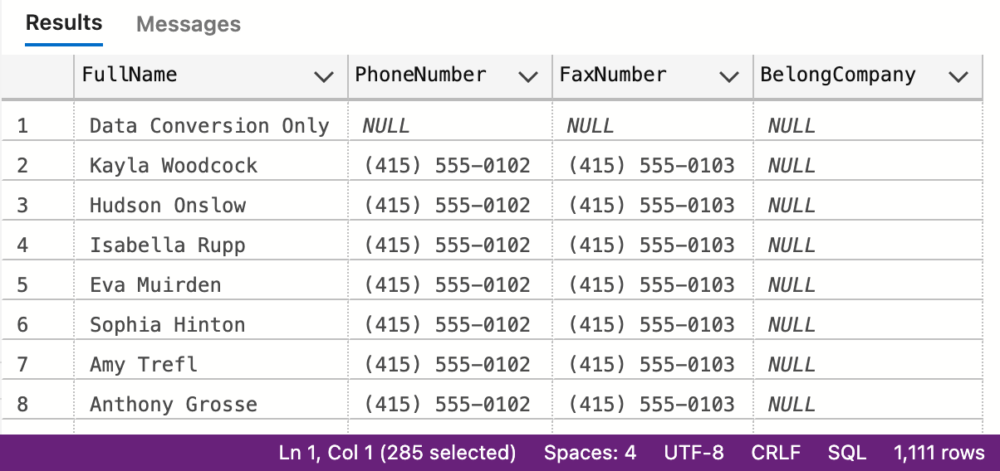 Results Messages
FullName PhoneNumber FaxNumber BelongCompany
1 Data Conversion Only NULL NULL NULL
2 Kayla Woodcock (415) 555-0102 (415) 555-0103 NULL
3 Hudson Onslow (415) 555-0102 (415) 555-0103 NULL
4 Isabella Rupp (415) 555-0102 (415) 555-0103 NULL
5 Eva Muirden (415) 555-0102 (415) 555-0103 NULL
6 Sophia Hinton (415) 555-0102 (415) 555-0103 NULL
7 Amy Trefl (415) 555-0102 (415) 555-0103 NULL
8 Anthony Grosse (415) 555-0102 (415) 555-0103 NULL
Ln 1, Col 1 (285 selected) Spaces: 4 UTF-8 CRLF SQL 1,111 rows